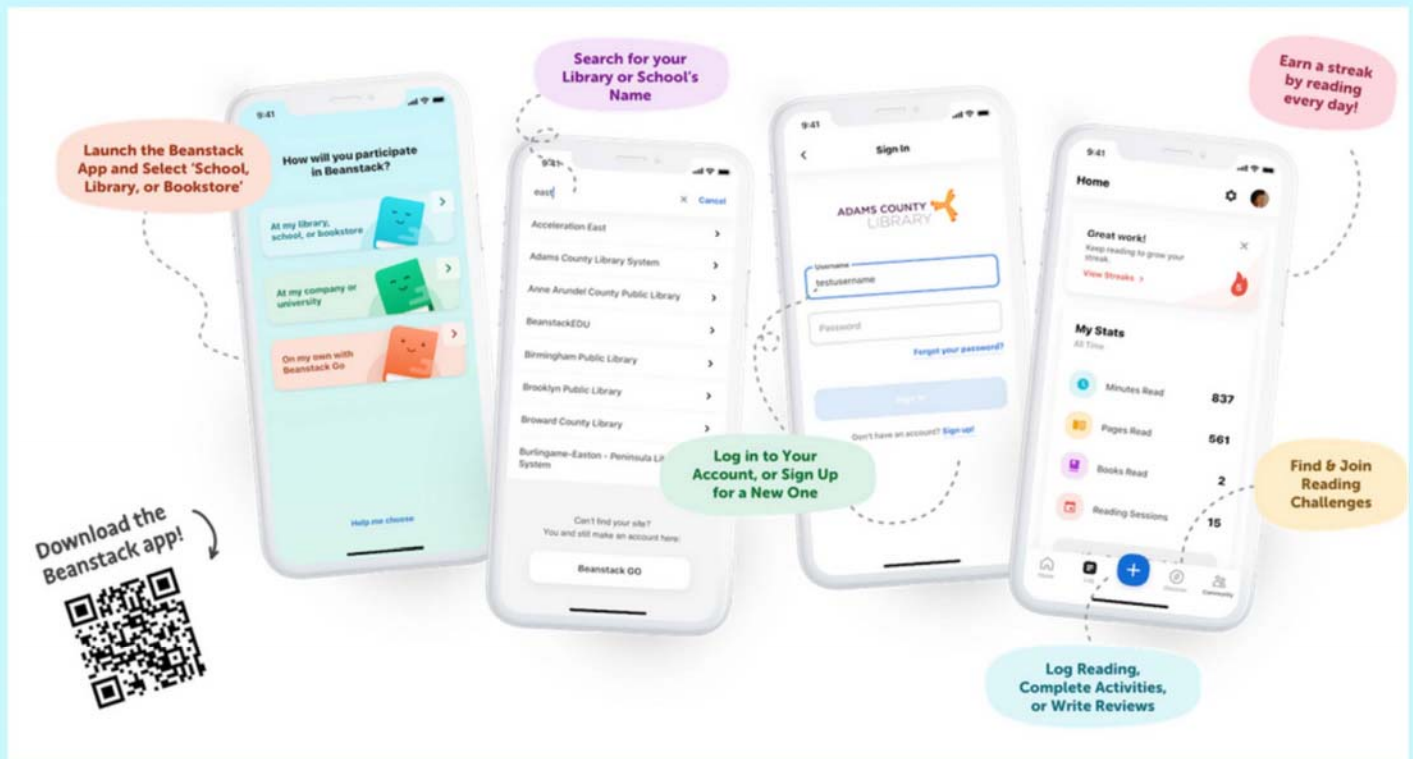 Launch the Beanstack
App and Select 'School,
Library, or Bookstore'
9:41
How will you participate
in Beanstack?
At my library,
school, or bookstore
At my company or
university
On my own with
Beanstack Go
Help me choose
Download the
Beanstack app!
Search for your
Library or School's
Name
9:41
east
Cancel
Acceleration East
Adams County Library System
Anne Arundel County Public Library
BeanstackEDU
Birmingham Public Library
Brooklyn Public Library
Broward County Library
Burlingame-Easton - Peninsula
System
Can't find your site?
You and still make an account here:
Beanstack GO
Log in to Your
Account, or Sign Up
for a New One
9:41
Sign In
ADAMS COUNTY
LIBRARY
Username
testusername
Password
Forgot your password?
Sign In
Don't have an account? Sign up!
Earn a streak
by reading
every day!
9:41
Home
Great work!
Keep reading to grow your
streak.
View Streaks >
My Stats
All Time
Minutes Read 837
Pages Read 561
Books Read 2
Reading Sessions 15
Home
Log
Discover
Community
Find & Join
Reading
Challenges
Log Reading,
Complete Activities,
or Write Reviews